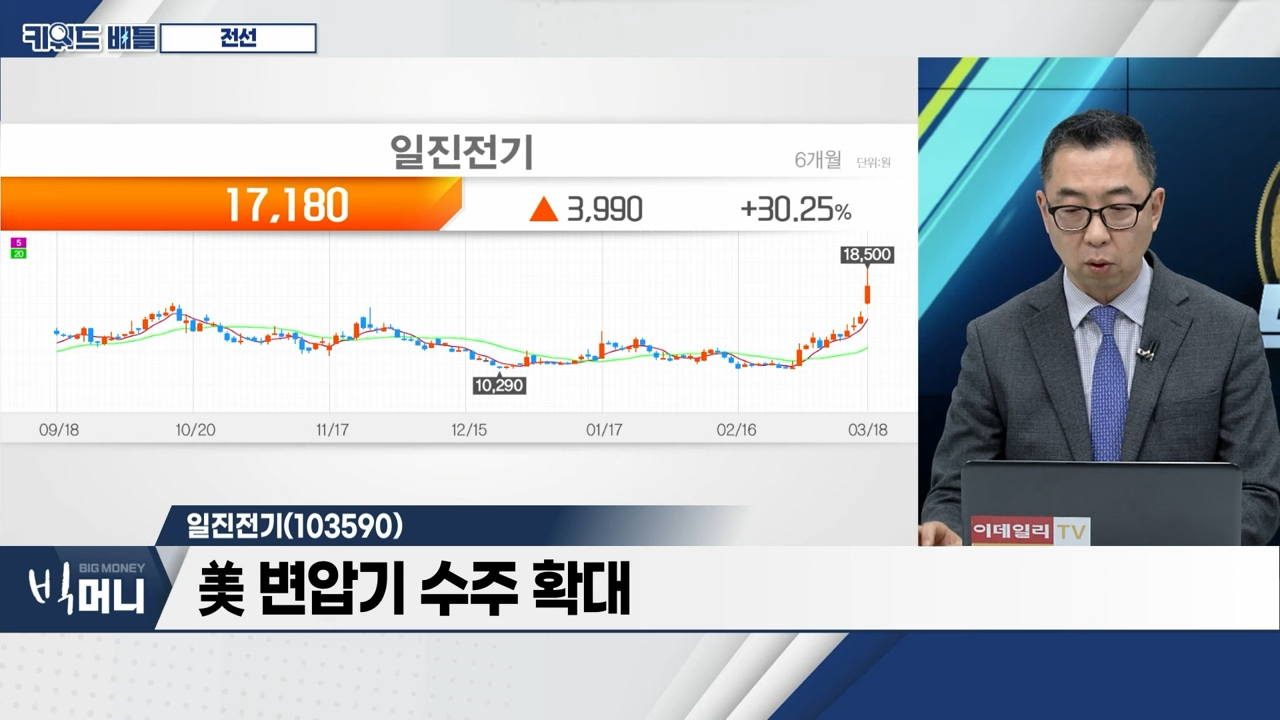 키워드 배틀
전선
일진전기
6개월 단위:원
17,180
▲ 3,990
+30.25%
5
20
18,500
10,290
09/18 10/20 11/17 12/15 01/17 02/16 03/18
이데일리 TV
일진전기(103590)
BIG MONEY
빅머니
美 변압기 수주 확대